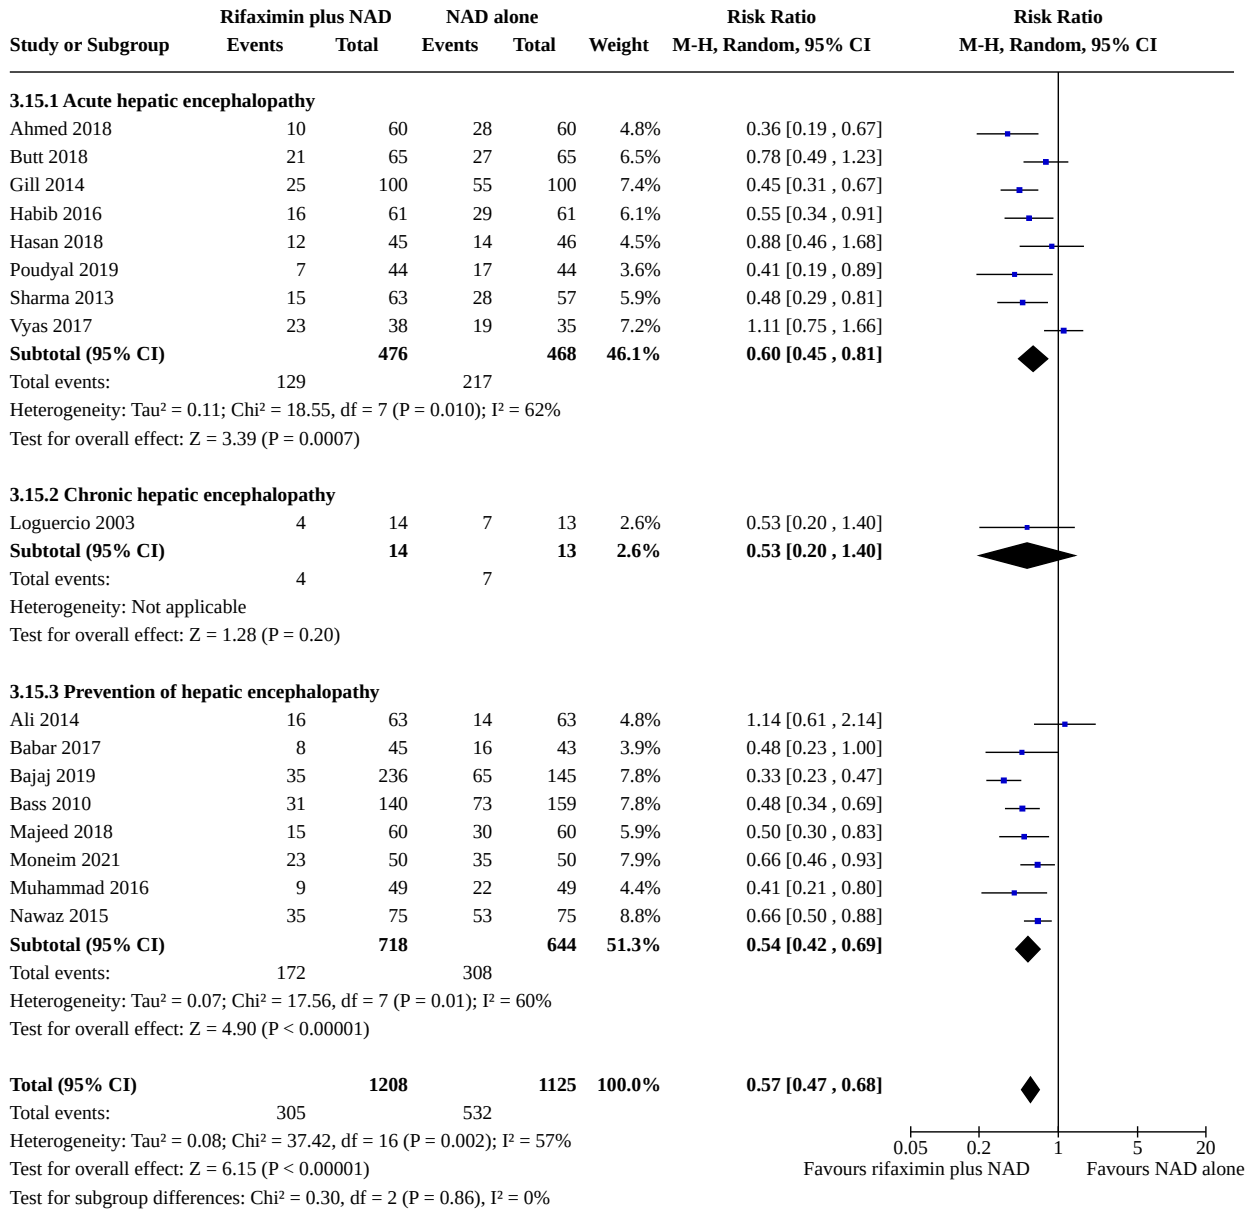 Rifaximin plus NAD NAD alone Risk Ratio Risk Ratio
Study or Subgroup Events Total Events Total Weight M-H, Random, 95% CI M-H, Random, 95% CI
3.15.1 Acute hepatic encephalopathy
Ahmed 2018 10 60 28 60 4.8% 0.36 [0.19 , 0.67]
Butt 2018 21 65 27 65 6.5% 0.78 [0.49 , 1.23]
Gill 2014 25 100 55 100 7.4% 0.45 [0.31 , 0.67]
Habib 2016 16 61 29 61 6.1% 0.55 [0.34 , 0.91]
Hasan 2018 12 45 14 46 4.5% 0.88 [0.46 , 1.68]
Poudyal 2019 7 44 17 44 3.6% 0.41 [0.19 , 0.89]
Sharma 2013 15 63 28 57 5.9% 0.48 [0.29 , 0.81]
Vyas 2017 23 38 19 35 7.2% 1.11 [0.75 , 1.66]
Subtotal (95% CI) 476 468 46.1% 0.60 [0.45 , 0.81]
Total events: 129 217
Heterogeneity: Tau² = 0.11; Chi² = 18.55, df = 7 (P = 0.010); I² = 62%
Test for overall effect: Z = 3.39 (P = 0.0007)
3.15.2 Chronic hepatic encephalopathy
Loguercio 2003 4 14 7 13 2.6% 0.53 [0.20 , 1.40]
Subtotal (95% CI) 14 13 2.6% 0.53 [0.20 , 1.40]
Total events: 4 7
Heterogeneity: Not applicable
Test for overall effect: Z = 1.28 (P = 0.20)
3.15.3 Prevention of hepatic encephalopathy
Ali 2014 16 63 14 63 4.8% 1.14 [0.61 , 2.14]
Babar 2017 8 45 16 43 3.9% 0.48 [0.23 , 1.00]
Bajaj 2019 35 236 65 145 7.8% 0.33 [0.23 , 0.47]
Bass 2010 31 140 73 159 7.8% 0.48 [0.34 , 0.69]
Majeed 2018 15 60 30 60 5.9% 0.50 [0.30 , 0.83]
Moneim 2021 23 50 35 50 7.9% 0.66 [0.46 , 0.93]
Muhammad 2016 9 49 22 49 4.4% 0.41 [0.21 , 0.80]
Nawaz 2015 35 75 53 75 8.8% 0.66 [0.50 , 0.88]
Subtotal (95% CI) 718 644 51.3% 0.54 [0.42 , 0.69]
Total events: 172 308
Heterogeneity: Tau² = 0.07; Chi² = 17.56, df = 7 (P = 0.01); I² = 60%
Test for overall effect: Z = 4.90 (P < 0.00001)
Total (95% CI) 1208 1125 100.0% 0.57 [0.47 , 0.68]
Total events: 305 532
Heterogeneity: Tau² = 0.08; Chi² = 37.42, df = 16 (P = 0.002); I² = 57%
0.05 0.2 1 5 20
Test for overall effect: Z = 6.15 (P < 0.00001) Favours rifaximin plus NAD Favours NAD alone
Test for subgroup differences: Chi² = 0.30, df = 2 (P = 0.86), I² = 0%